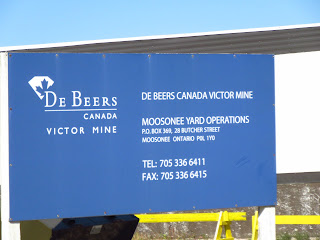 DE BEERS
CANADA
VICTOR MINE
DE BEERS CANADA VICTOR MINE
MOOSONEE YARD OPERATIONS
P.O. BOX 369, 28 BUTCHER STREET
MOOSONEE ONTARIO P0L 1Y0
TEL: 705 336 6411
FAX: 705 336 6415